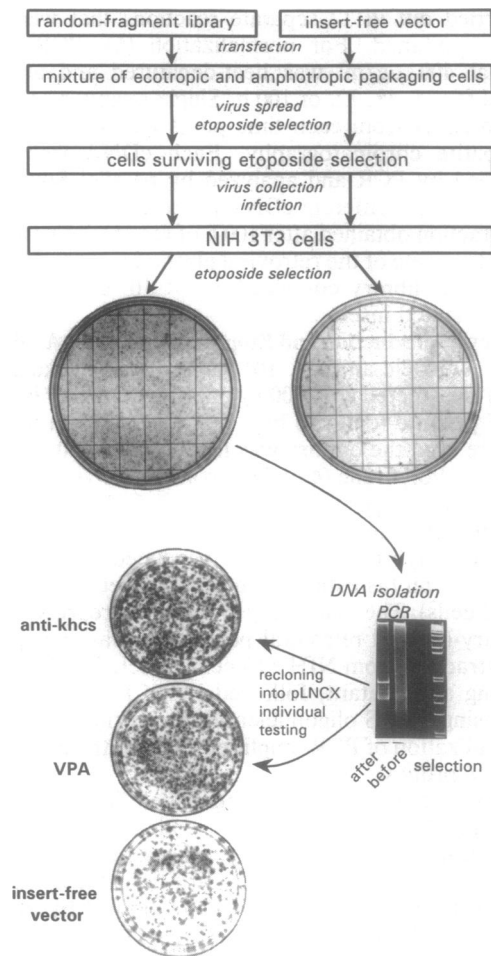 random-fragment library
insert-free vector
transfection
mixture of ecotropic and amphotropic packaging cells
virus spread
etoposide selection
cells surviving etoposide selection
virus collection
infection
NIH 3T3 cells
etoposide selection
DNA isolation
PCR
anti-khcs
recloning
into pLNCX
individual
testing
VPA
after
before
selection
insert-free
vector